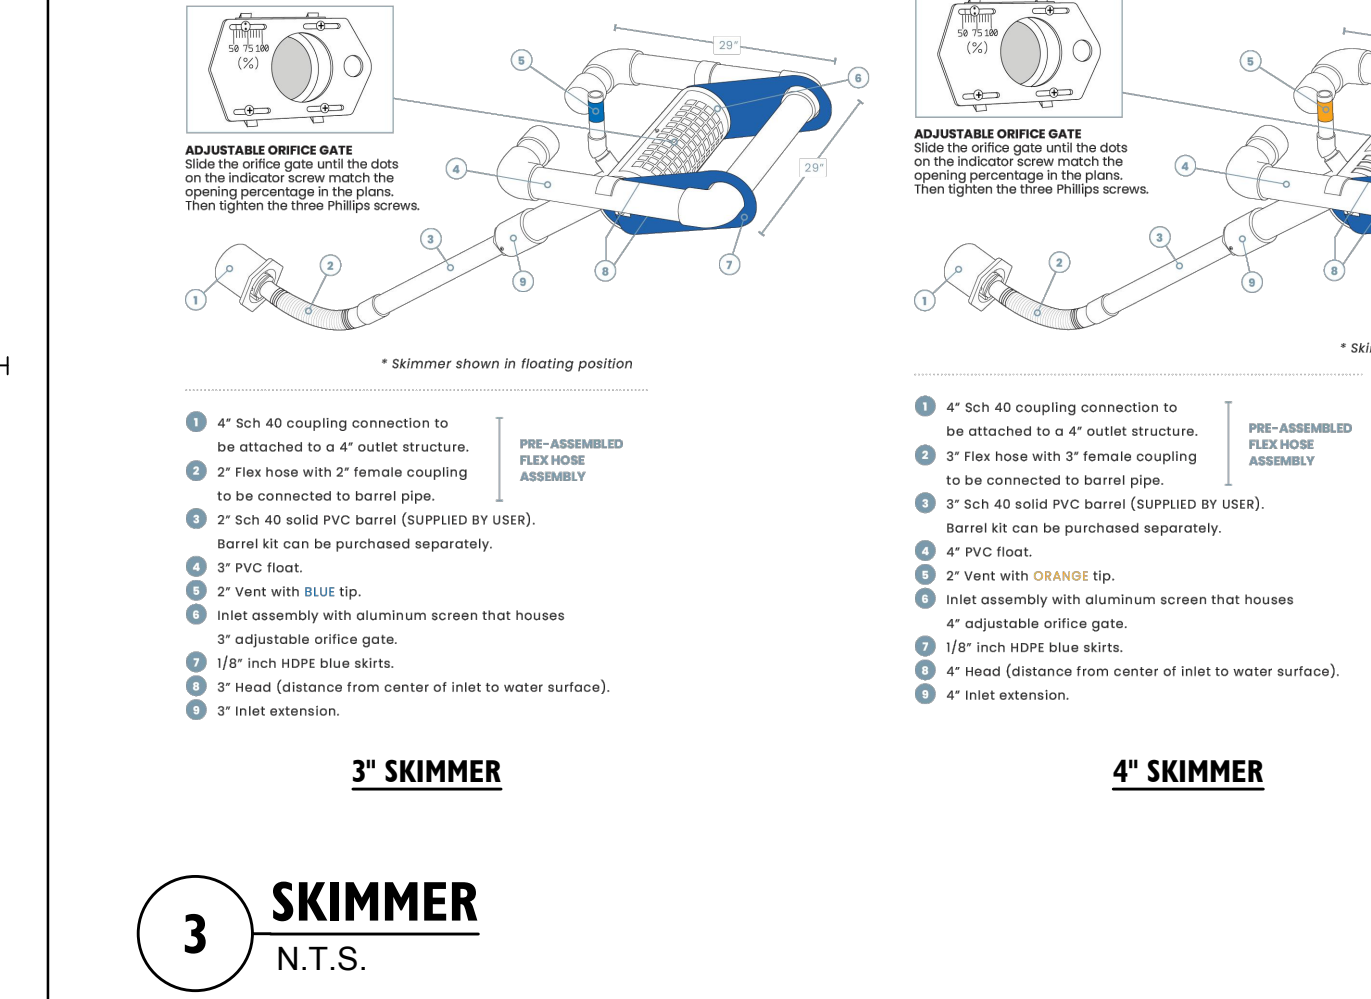 H
50 75 100
(%)
29"
29"
5
6
4
3
2
1
9
8
7
ADJUSTABLE ORIFICE GATE
Slide the orifice gate until the dots
on the indicator screw match the
opening percentage in the plans.
Then tighten the three Phillips screws.
* Skimmer shown in floating position
1 4" Sch 40 coupling connection to
be attached to a 4" outlet structure.
2 2" Flex hose with 2" female coupling
to be connected to barrel pipe.
PRE-ASSEMBLED
FLEX HOSE
ASSEMBLY
3 2" Sch 40 solid PVC barrel (SUPPLIED BY USER).
Barrel kit can be purchased separately.
4 3" PVC float.
5 2" Vent with BLUE tip.
6 Inlet assembly with aluminum screen that houses
3" adjustable orifice gate.
7 1/8" inch HDPE blue skirts.
8 3" Head (distance from center of inlet to water surface).
9 3" Inlet extension.
3" SKIMMER
50 75 100
(%)
5
4
3
2
1
9
8
ADJUSTABLE ORIFICE GATE
Slide the orifice gate until the dots
on the indicator screw match the
opening percentage in the plans.
Then tighten the three Phillips screws.
* Ski
1 4" Sch 40 coupling connection to
be attached to a 4" outlet structure.
2 3" Flex hose with 3" female coupling
to be connected to barrel pipe.
PRE-ASSEMBLED
FLEX HOSE
ASSEMBLY
3 3" Sch 40 solid PVC barrel (SUPPLIED BY USER).
Barrel kit can be purchased separately.
4 4" PVC float.
5 2" Vent with ORANGE tip.
6 Inlet assembly with aluminum screen that houses
4" adjustable orifice gate.
7 1/8" inch HDPE blue skirts.
8 4" Head (distance from center of inlet to water surface).
9 4" Inlet extension.
4" SKIMMER
3
SKIMMER
N.T.S.